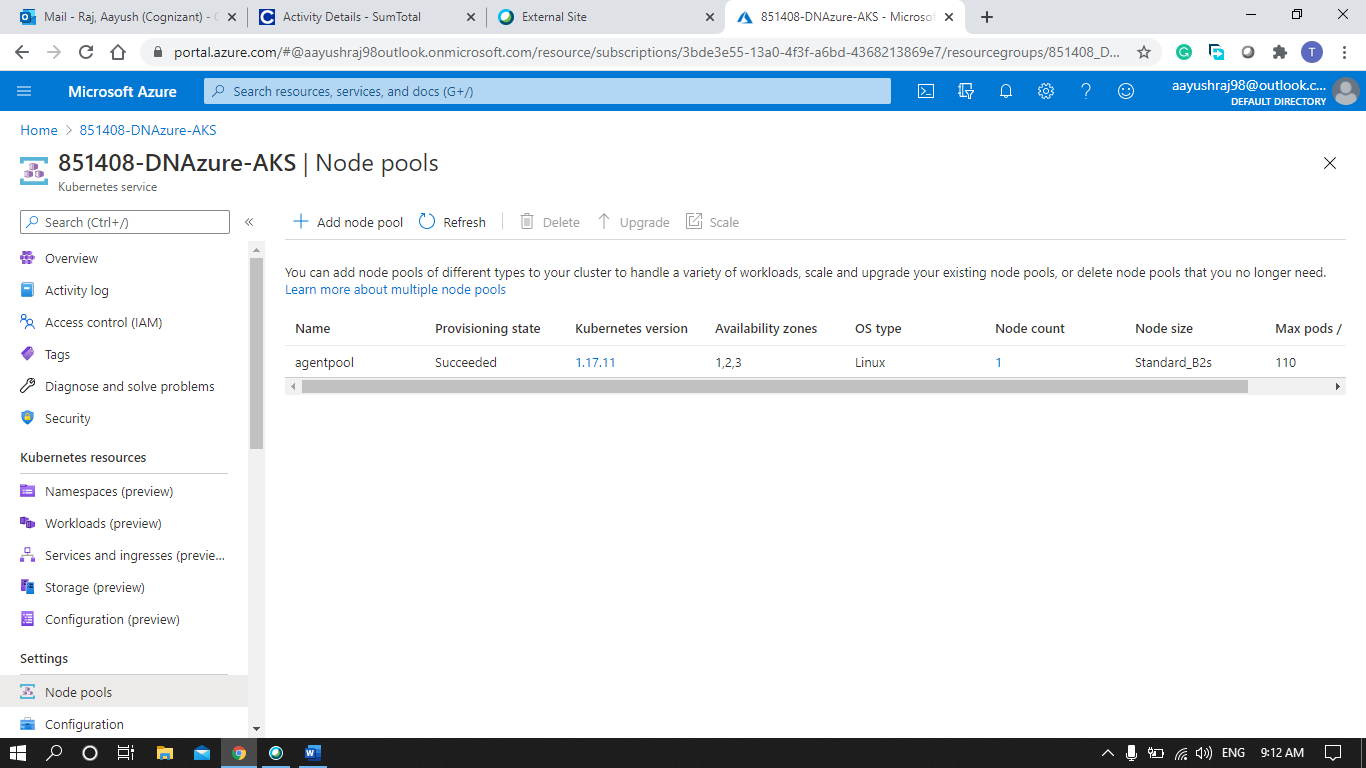 Mail - Raj, Aayush (Cognizant) -
Activity Details - SumTotal
External Site
851408-DNAzure-AKS - Microsof
portal.azure.com/#@aayushraj98outlook.onmicrosoft.com/resource/subscriptions/3bde3e55-13a0-4f3f-a6bd-4368213869e7/resourcegroups/851408_D...
T
Microsoft Azure
Search resources, services, and docs (G+/)
aayushraj98@outlook.c...
DEFAULT DIRECTORY
Home > 851408-DNAzure-AKS
851408-DNAzure-AKS | Node pools
Kubernetes service
Search (Ctrl+/)
«
Overview
Activity log
Access control (IAM)
Tags
Diagnose and solve problems
Security
Kubernetes resources
Namespaces (preview)
Workloads (preview)
Services and ingresses (previe...
Storage (preview)
Configuration (preview)
Settings
Node pools
Configuration
Add node pool Refresh Delete Upgrade Scale
You can add node pools of different types to your cluster to handle a variety of workloads, scale and upgrade your existing node pools, or delete node pools that you no longer need.
Learn more about multiple node pools
Name Provisioning state Kubernetes version Availability zones OS type Node count Node size Max pods /
agentpool Succeeded 1.17.11 1,2,3 Linux 1 Standard_B2s 110
ENG 9:12 AM